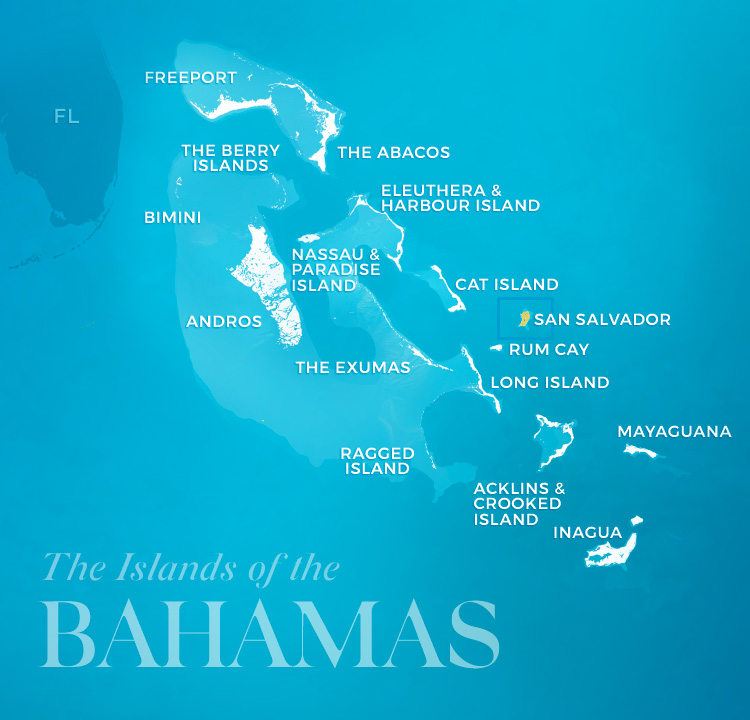 FREEPORT
FL
THE BERRY
ISLANDS
THE ABACOS
ELEUTHERA &
HARBOUR ISLAND
BIMINI
NASSAU &
PARADISE
ISLAND
CAT ISLAND
ANDROS
SAN SALVADOR
RUM CAY
THE EXUMAS
LONG ISLAND
MAYAGUANA
RAGGED
ISLAND
ACKLINS &
CROOKED
ISLAND
INAGUA
The Islands of the
BAHAMAS